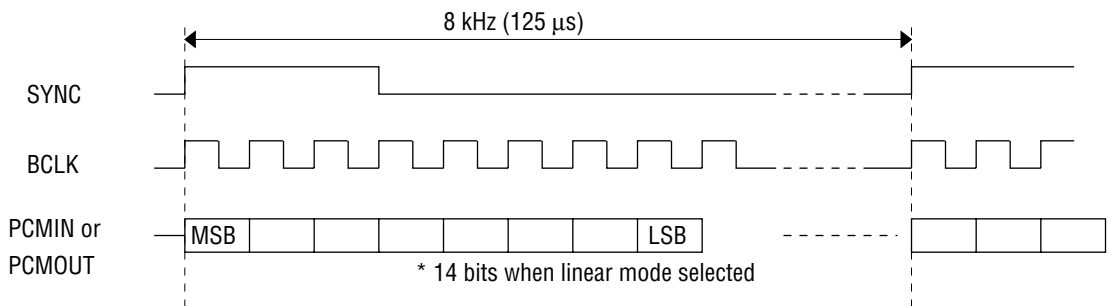 8 kHz (125 μs)
SYNC
BCLK
PCMIN or
PCMOUT
MSB
LSB
* 14 bits when linear mode selected